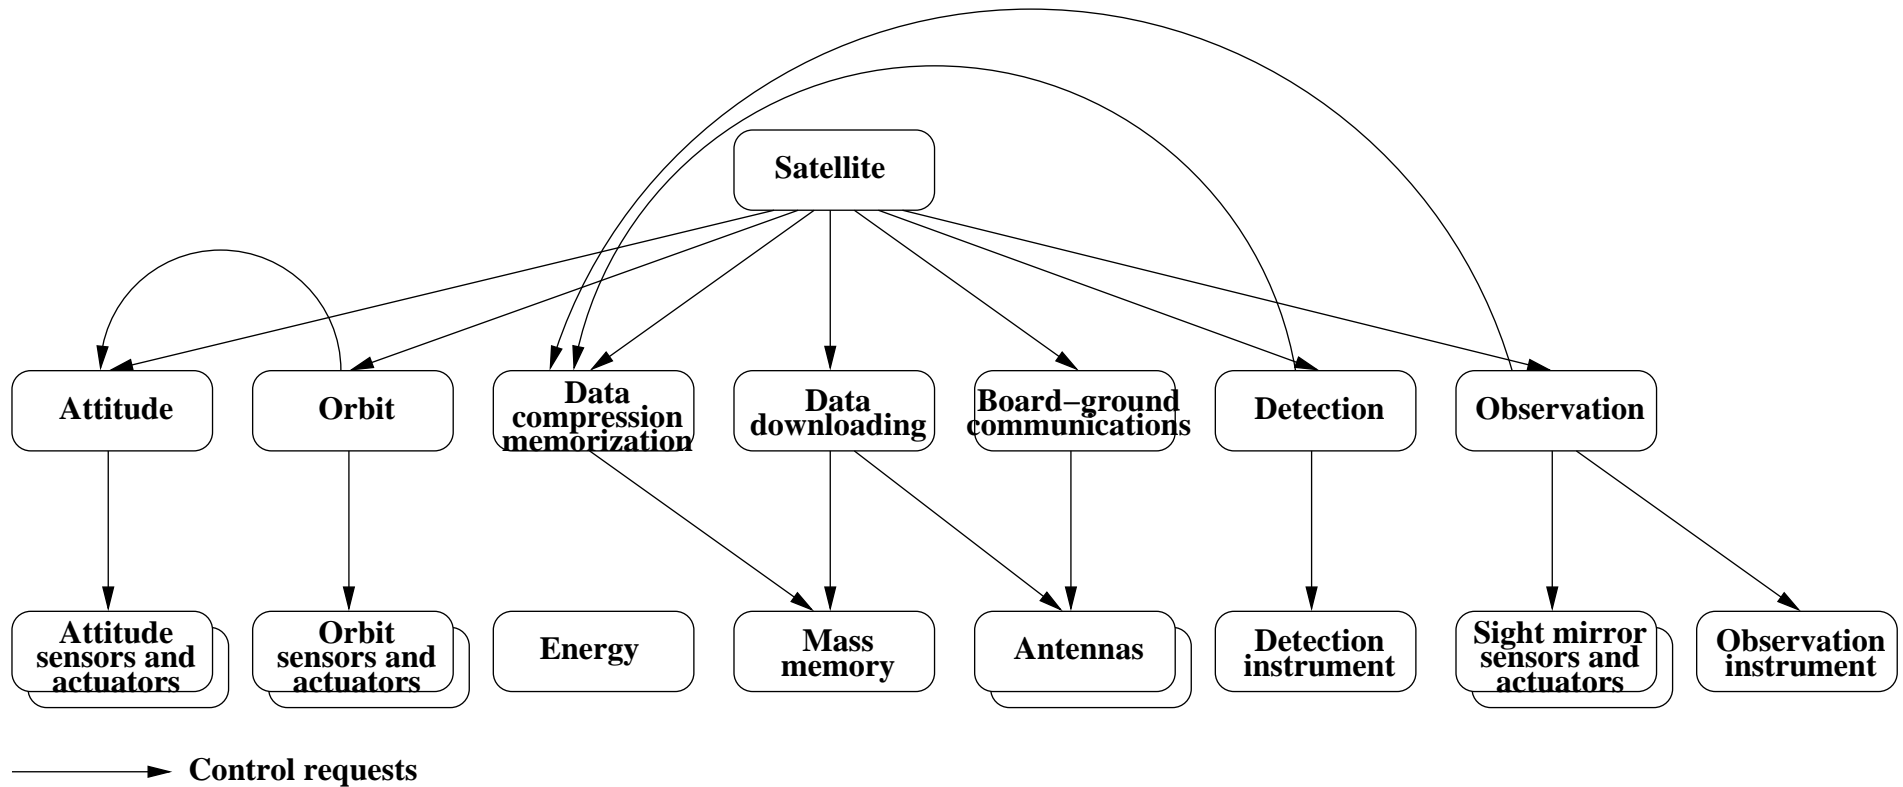 Satellite
Attitude
Orbit
Data
compression
memorization
Data
downloading
Board−ground
communications
Detection
Observation
Attitude
sensors and
actuators
Orbit
sensors and
actuators
Energy
Mass
memory
Antennas
Detection
instrument
Sight mirror
sensors and
actuators
Observation
instrument
Control requests